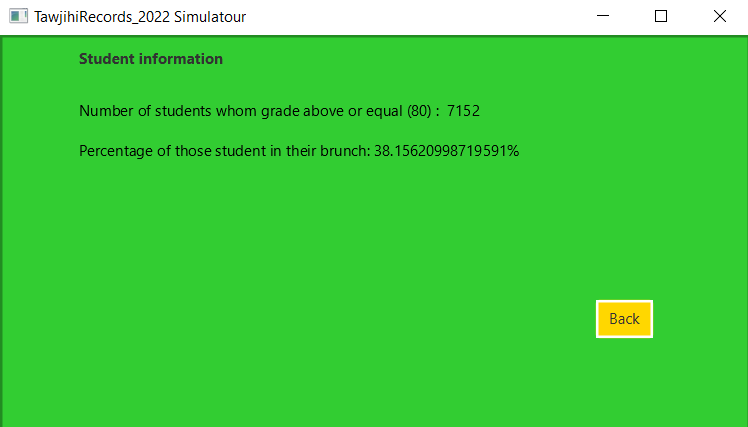 TawjihiRecords_2022 Simulatour
Student information
Number of students whom grade above or equal (80) : 7152
Percentage of those student in their brunch: 38.15620998719591%
Back